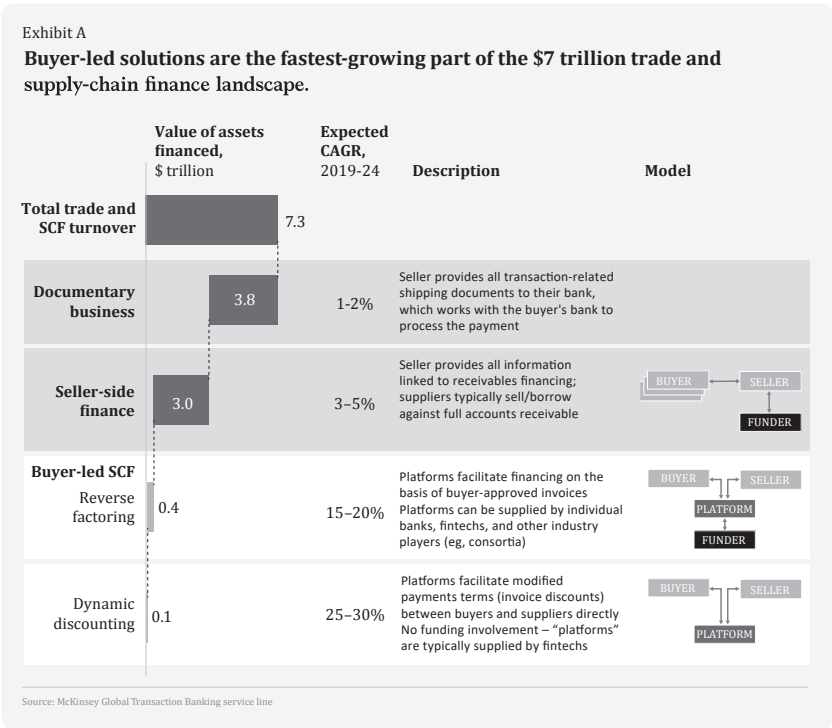 Exhibit A
Buyer-led solutions are the fastest-growing part of the $7 trillion trade and
supply-chain finance landscape.
Value of assets
financed,
$ trillion
Expected
CAGR,
2019-24
Description
Model
Total trade and
SCF turnover
7.3
Documentary
business
3.8
1-2%
Seller provides all transaction-related
shipping documents to their bank,
which works with the buyer's bank to
process the payment
Seller-side
finance
3.0
3–5%
Seller provides all information
linked to receivables financing;
suppliers typically sell/borrow
against full accounts receivable
BUYER
SELLER
FUNDER
Buyer-led SCF
Reverse
factoring
0.4
15–20%
Platforms facilitate financing on the
basis of buyer-approved invoices
Platforms can be supplied by individual
banks, fintechs, and other industry
players (eg, consortia)
BUYER
SELLER
PLATFORM
FUNDER
Dynamic
discounting
0.1
25–30%
Platforms facilitate modified
payments terms (invoice discounts)
between buyers and suppliers directly
No funding involvement – “platforms”
are typically supplied by fintechs
BUYER
SELLER
PLATFORM
Source: McKinsey Global Transaction Banking service line